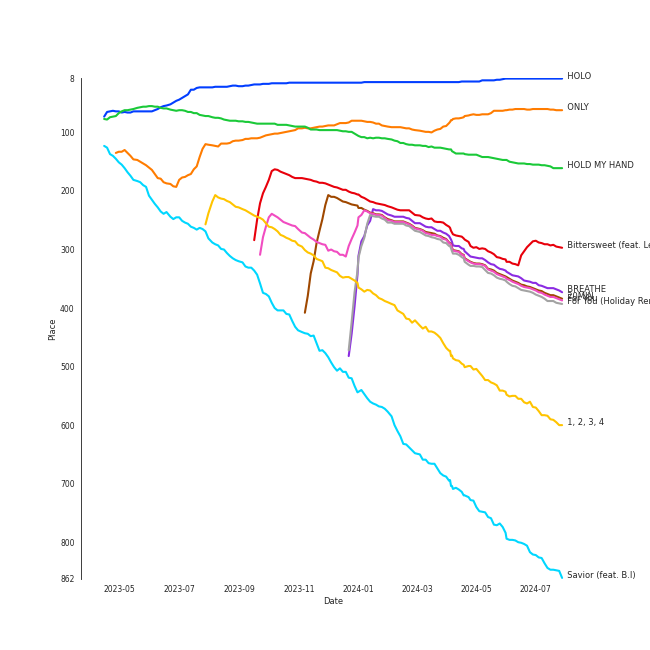 8
100
200
300
400
500
600
700
800
862
Place
2023-05 2023-07 2023-09 2023-11 2024-01 2024-03 2024-05 2024-07
Date
HOLO
ONLY
HOLD MY HAND
Bittersweet (feat. Le
BREATHE
For You (Holiday Rer
1, 2, 3, 4
Savior (feat. B.I)